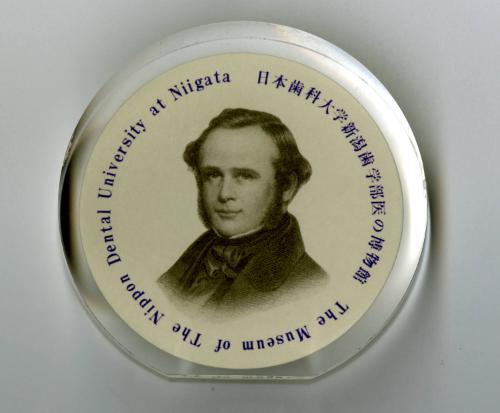 The Museum of The Nippon Dental University at Niigata
日本歯科大学新潟歯学部医の博物館